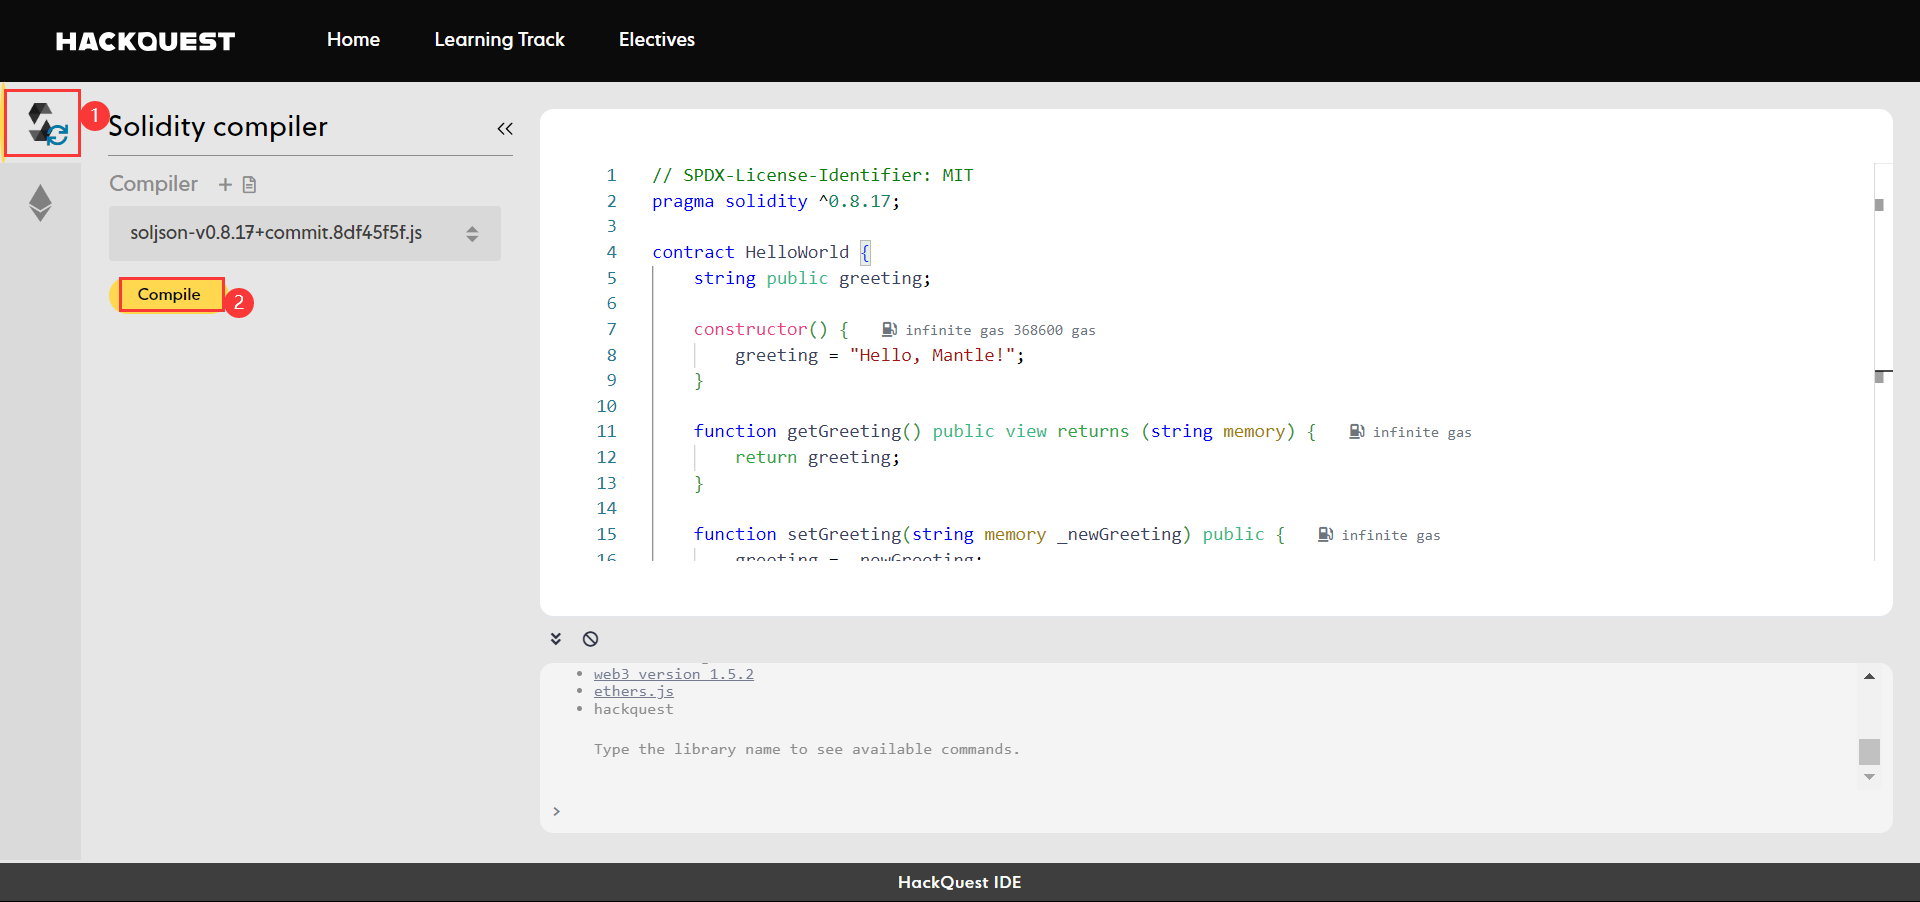 HACKQUEST
Home
Learning Track
Electives
1
Solidity compiler
Compiler
soljson-v0.8.17+commit.8df45f5f.js
Compile
2
1 // SPDX-License-Identifier: MIT
2 pragma solidity ^0.8.17;
3
4 contract HelloWorld {
5 string public greeting;
6
7 constructor() { infinite gas 368600 gas
8 greeting = "Hello, Mantle!";
9 }
10
11 function getGreeting() public view returns (string memory) { infinite gas
12 return greeting;
13 }
14
15 function setGreeting(string memory _newGreeting) public { infinite gas
16 greeting = _newGreeting;
• web3 version 1.5.2
• ethers.js
• hackquest
Type the library name to see available commands.
>
HackQuest IDE